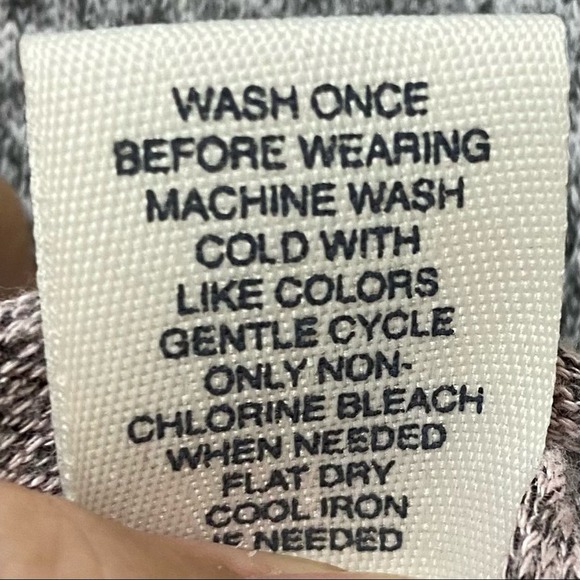 WASH ONCE
BEFORE WEARING
MACHINE WASH
COLD WITH
LIKE COLORS
GENTLE CYCLE
ONLY NON-
CHLORINE BLEACH
WHEN NEEDED
FLAT DRY
COOL IRON
IF NEEDED